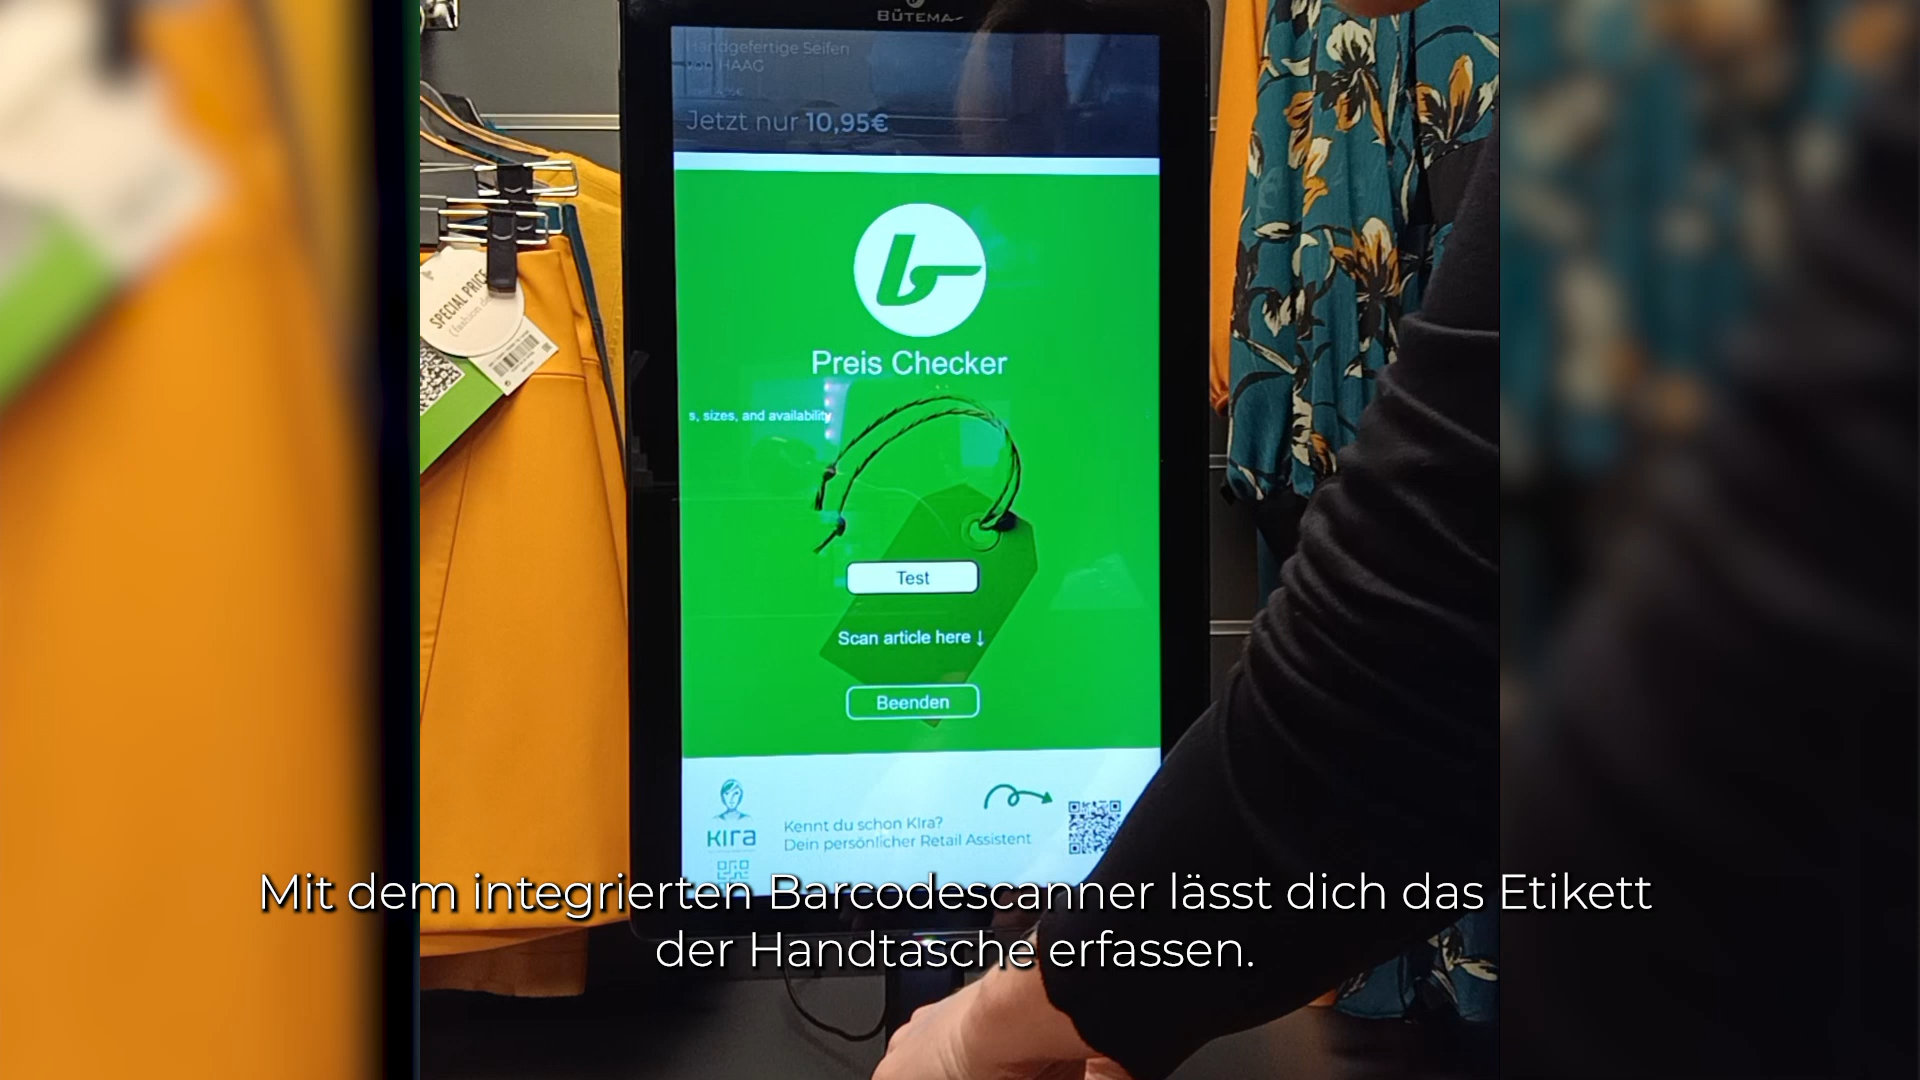 BÜTEMA
Handgefertige Seifen
von HAAG
Jetzt nur 10,95€
SPECIAL PRICE
Preis Checker
s, sizes, and availability
Test
Scan article here ↓
Beenden
KIra
Kennt du schon KIra?
Dein persönlicher Retail Assistent
Mit dem integrierten Barcodescanner lässt dich das Etikett
der Handtasche erfassen.